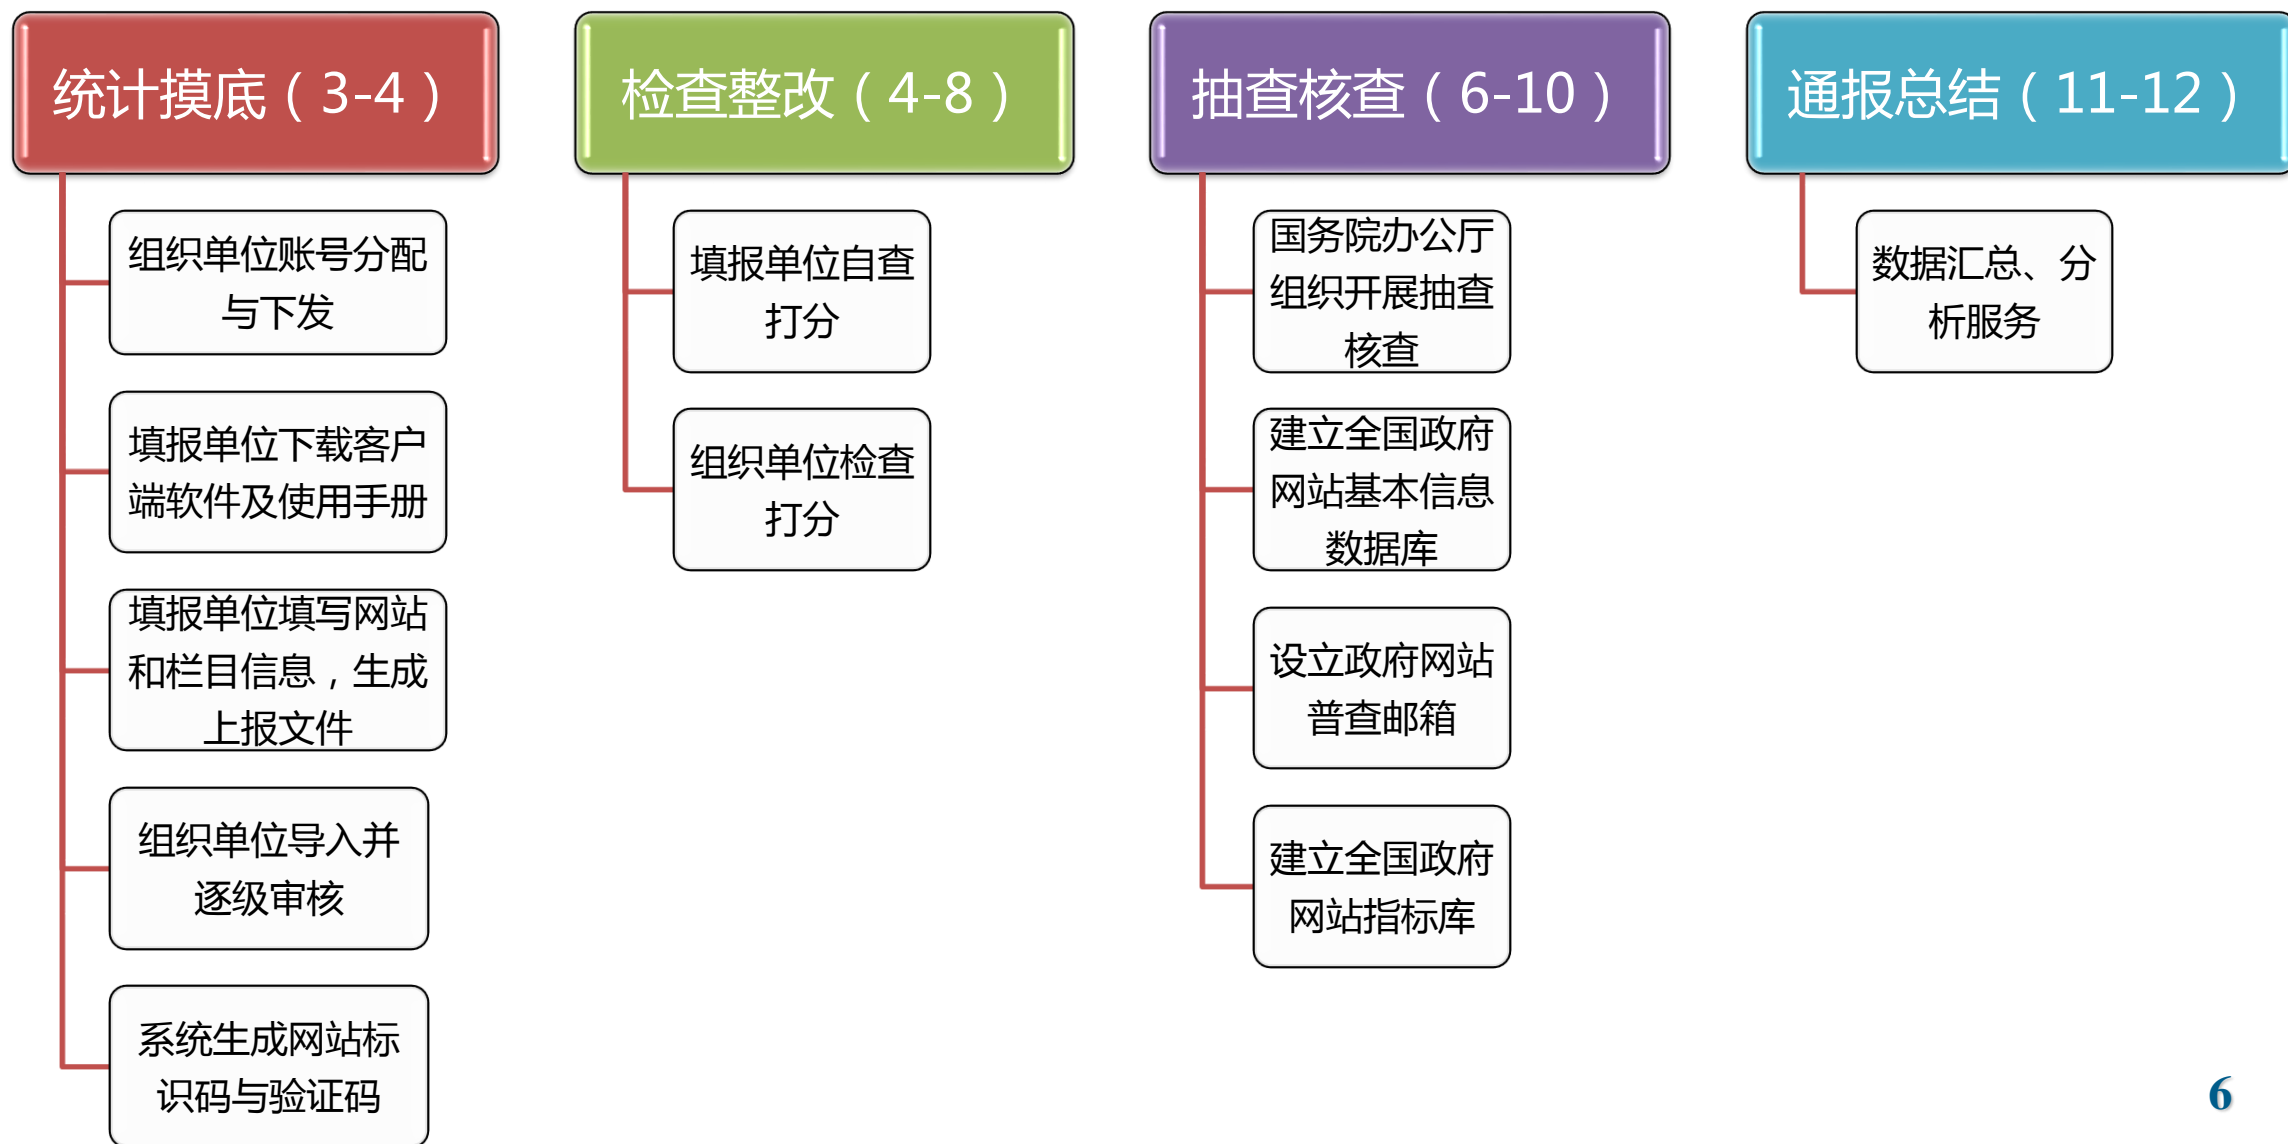 统计摸底（3-4）
组织单位账号分配
与下发
填报单位下载客户
端软件及使用手册
填报单位填写网站
和栏目信息，生成
上报文件
组织单位导入并
逐级审核
系统生成网站标
识码与验证码
检查整改（4-8）
填报单位自查
打分
组织单位检查
打分
抽查核查（6-10）
国务院办公厅
组织开展抽查
核查
建立全国政府
网站基本信息
数据库
设立政府网站
普查邮箱
建立全国政府
网站指标库
通报总结（11-12）
数据汇总、分
析服务
6